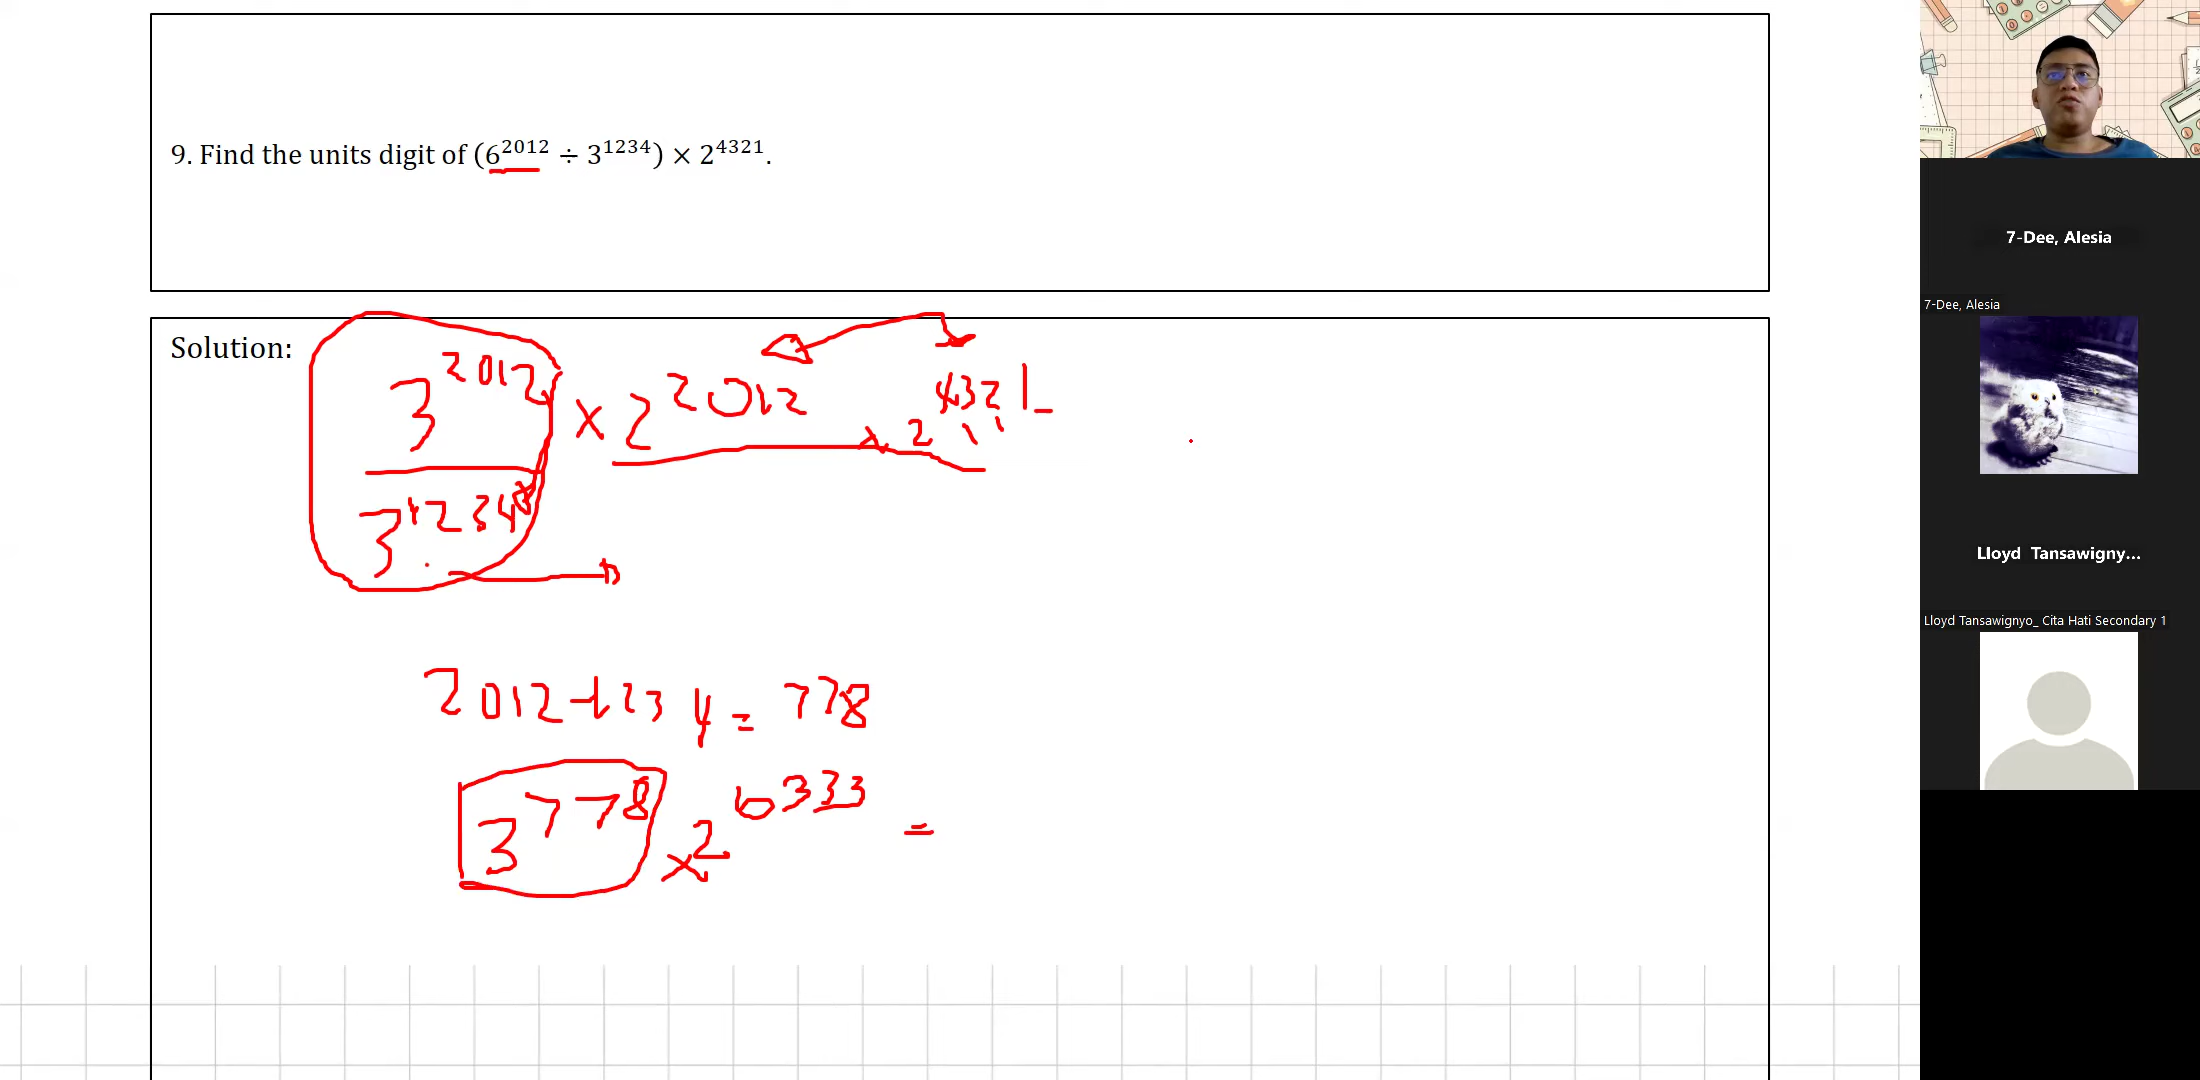 9. Find the units digit of (6^2012 ÷ 3^1234) × 2^4321.
Solution:
3^2012 × 2^2012 × 2^4321
3^1234
2012 - 1234 = 778
3^778 × 2^6333 =
7-Dee, Alesia
7-Dee, Alesia
Lloyd Tansawigny...
Lloyd Tansawignyo_ Cita Hati Secondary 1